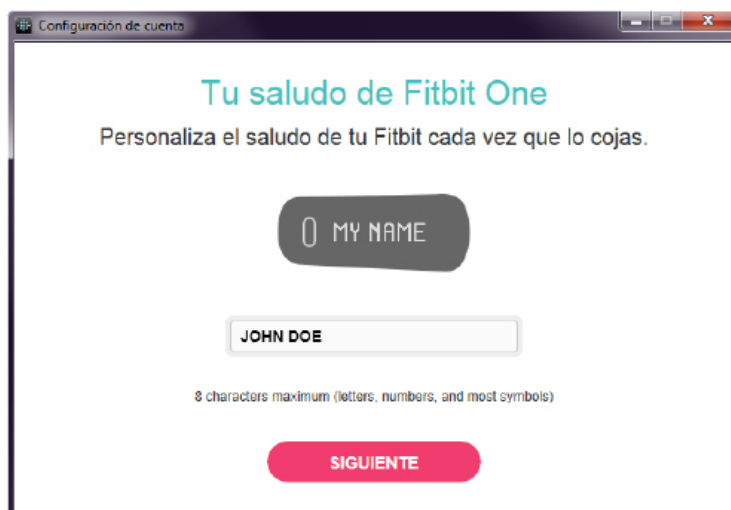 Configuración de cuenta
Tu saludo de Fitbit One
Personaliza el saludo de tu Fitbit cada vez que lo cojas.
MY NAME
JOHN DOE
8 characters maximum (letters, numbers, and most symbols)
SIGUIENTE